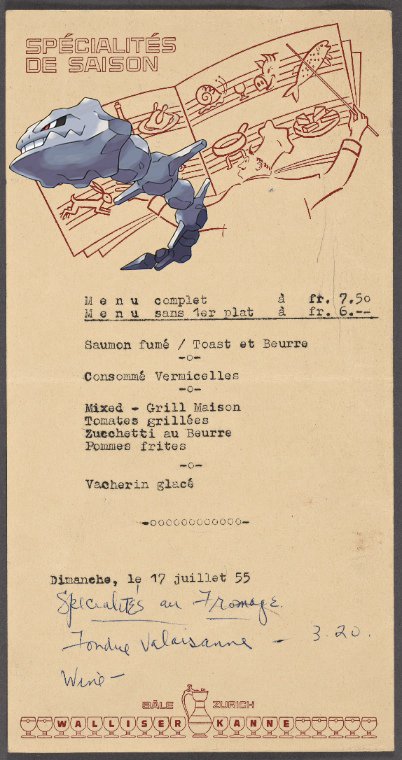 SPÉCIALITÉS
DE SAISON
Menu complet à fr. 7.50
Menu sans 1er plat à fr. 6.--
Saumon fumé / Toast et Beurre
-o-
Consommé Vermicelles
-o-
Mixed - Grill Maison
Tomates grillées
Zucchetti au Beurre
Pommes frites
-o-
Vacherin glacé
-oooooooooooo-
Dimanche, le 17 juillet 55
Spécialités au Fromage
Fondue Valaisanne - 3.20.
Wine -
BÂLE ZURICH
WALLISER KANNE